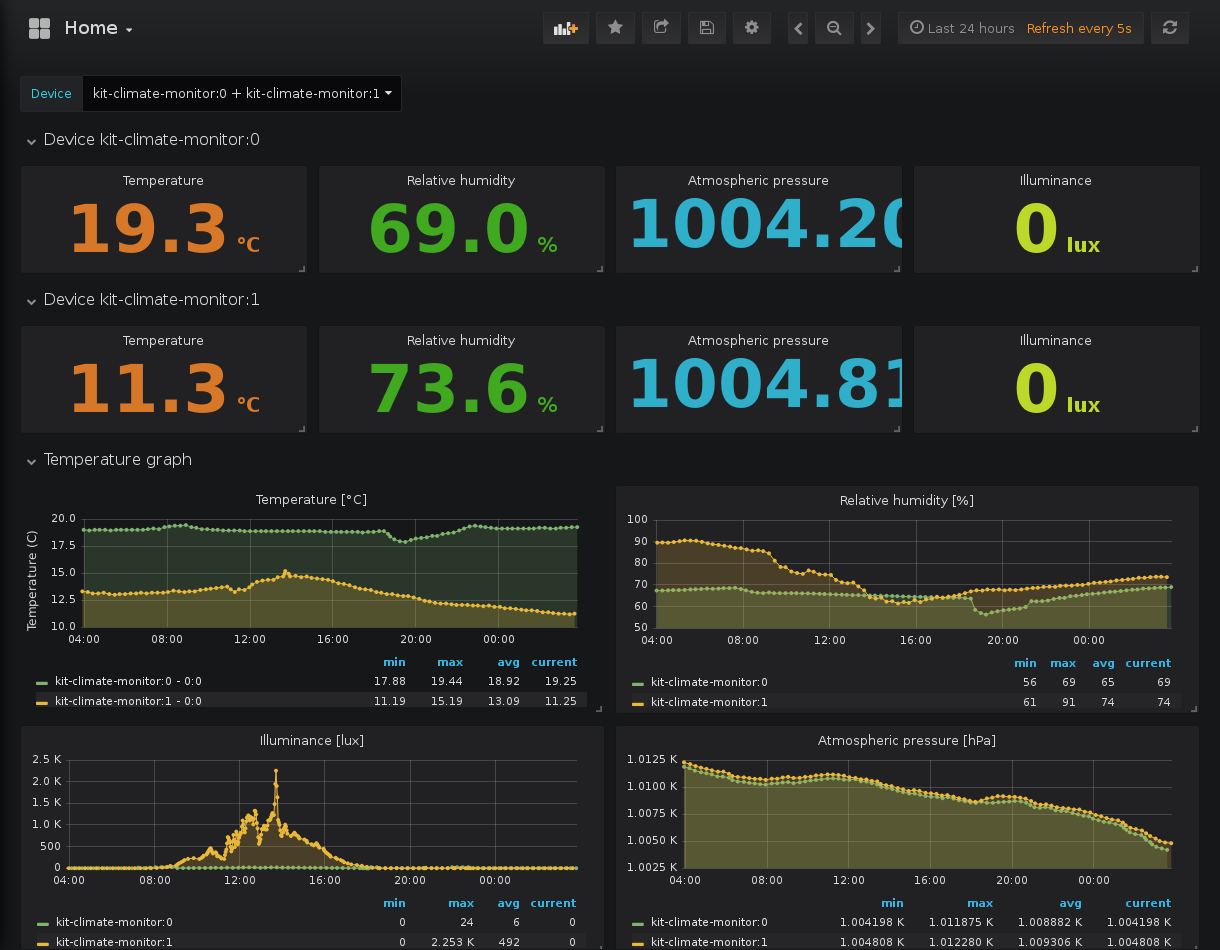 Home
Last 24 hours Refresh every 5s
Device kit-climate-monitor:0 + kit-climate-monitor:1
Device kit-climate-monitor:0
Temperature Relative humidity Atmospheric pressure Illuminance
19.3 °C 69.0 % 1004.20 0 lux
Device kit-climate-monitor:1
Temperature Relative humidity Atmospheric pressure Illuminance
11.3 °C 73.6 % 1004.81 0 lux
Temperature graph
Temperature [°C]
Temperature (C)
20.0
17.5
15.0
12.5
10.0
04:00 08:00 12:00 16:00 20:00 00:00
min max avg current
kit-climate-monitor:0 - 0:0 17.88 19.44 18.92 19.25
kit-climate-monitor:1 - 0:0 11.19 15.19 13.09 11.25
Relative humidity [%]
100
90
80
70
60
50
04:00 08:00 12:00 16:00 20:00 00:00
min max avg current
kit-climate-monitor:0 56 69 65 69
kit-climate-monitor:1 61 91 74 74
Illuminance [lux]
2.5 K
2.0 K
1.5 K
1.0 K
500
0
04:00 08:00 12:00 16:00 20:00 00:00
min max avg current
kit-climate-monitor:0 0 24 6 0
kit-climate-monitor:1 0 2.253 K 492 0
Atmospheric pressure [hPa]
1.0125 K
1.0100 K
1.0075 K
1.0050 K
1.0025 K
04:00 08:00 12:00 16:00 20:00 00:00
min max avg current
kit-climate-monitor:0 1.004198 K 1.011875 K 1.008882 K 1.004198 K
kit-climate-monitor:1 1.004808 K 1.012280 K 1.009306 K 1.004808 K